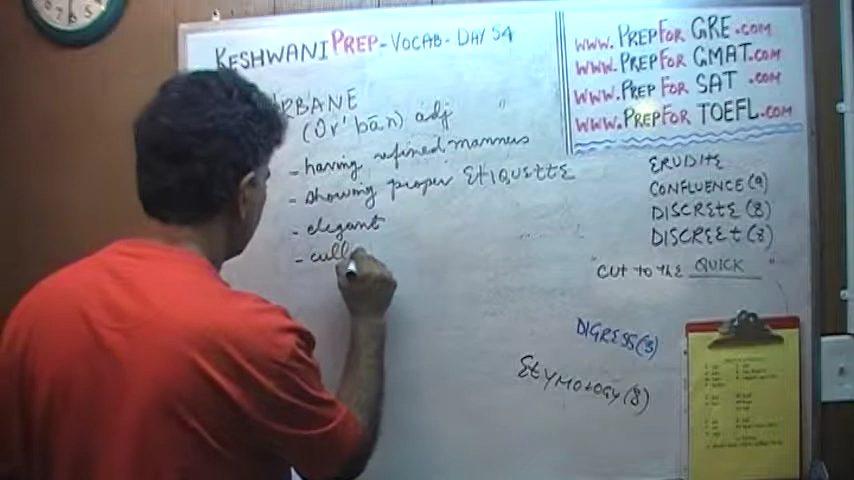 KESHWANI PREP - VOCAB - DAY 54
RBANE
(Ur'bān) adj
- having refined manners
- showing proper ETIQUETTE
- elegant
- cult
WWW.PREPFOR GRE.COM
WWW.PREPFOR GMAT.COM
WWW.PREPFOR SAT.COM
WWW.PREPFOR TOEFL.COM
ERUDITE
CONFLUENCE (9)
DISCRETE (8)
DISCREET (8)
"CUT TO THE QUICK"
DIGRESS (3)
ETYMOLOGY (8)